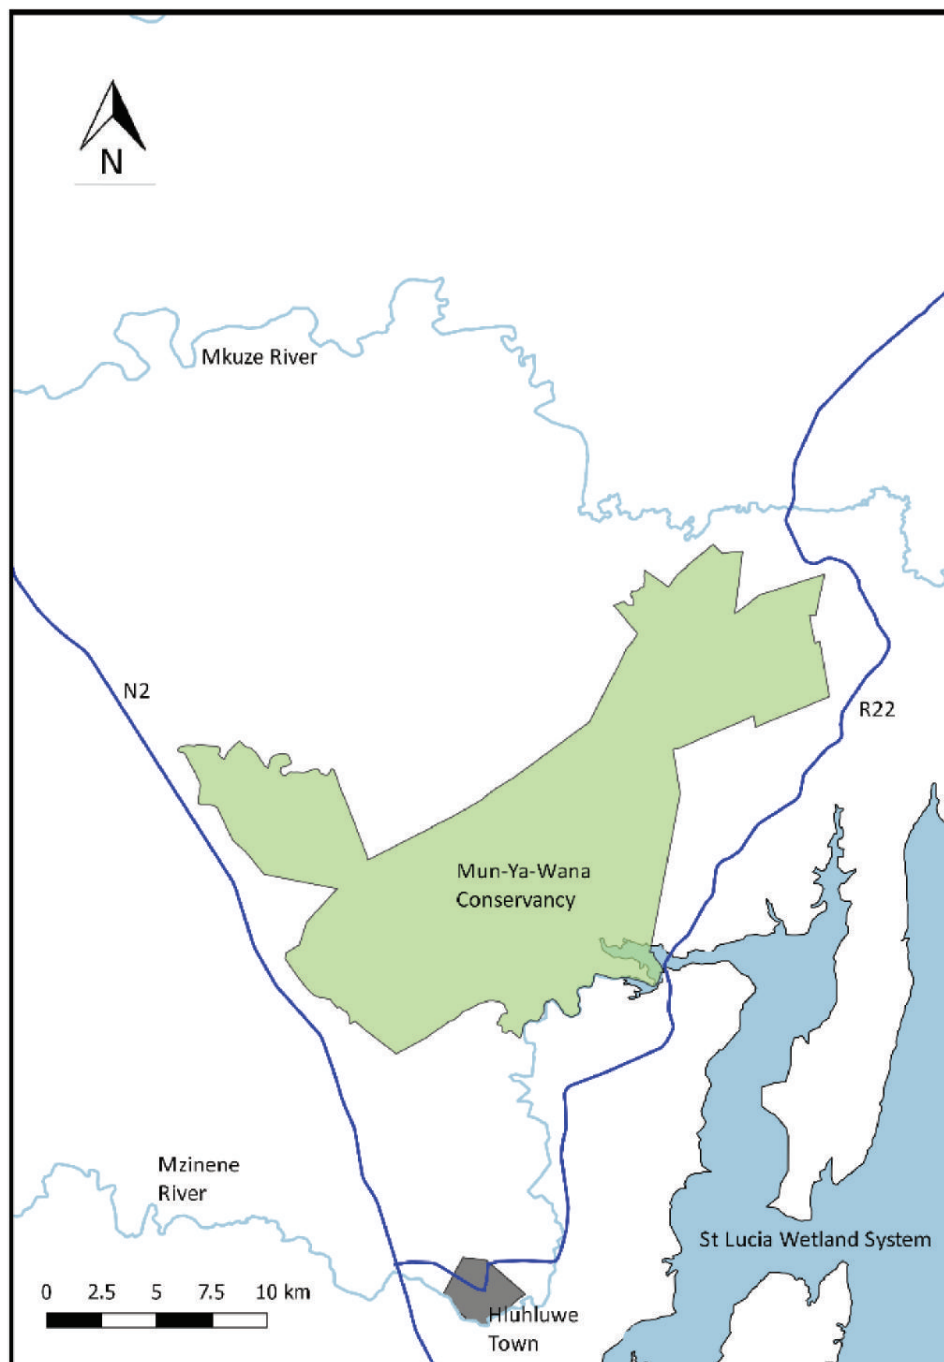 N
Mkuze River
N2
R22
Mun-Ya-Wana
Conservancy
Mzinene
River
St Lucia Wetland System
0 2.5 5 7.5 10 km
Hluhluwe
Town